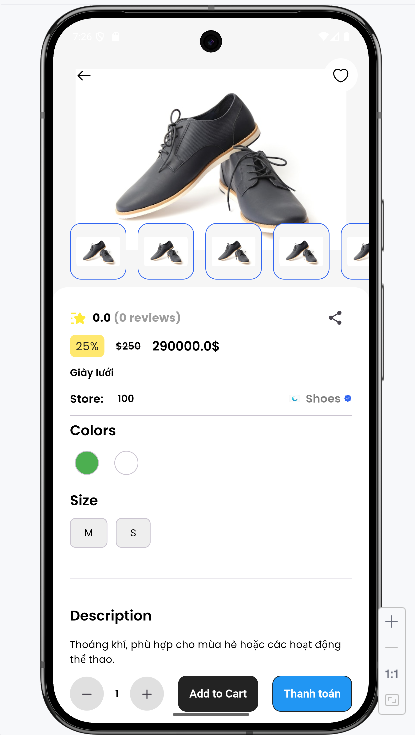 0.0 (0 reviews)
25% $250 290000.0$
Giày lười
Store: 100 Shoes
Colors
Size
M S
Description
Thoáng khí, phù hợp cho mùa hè hoặc các hoạt động
thể thao.
1 Add to Cart Thanh toán
1:1